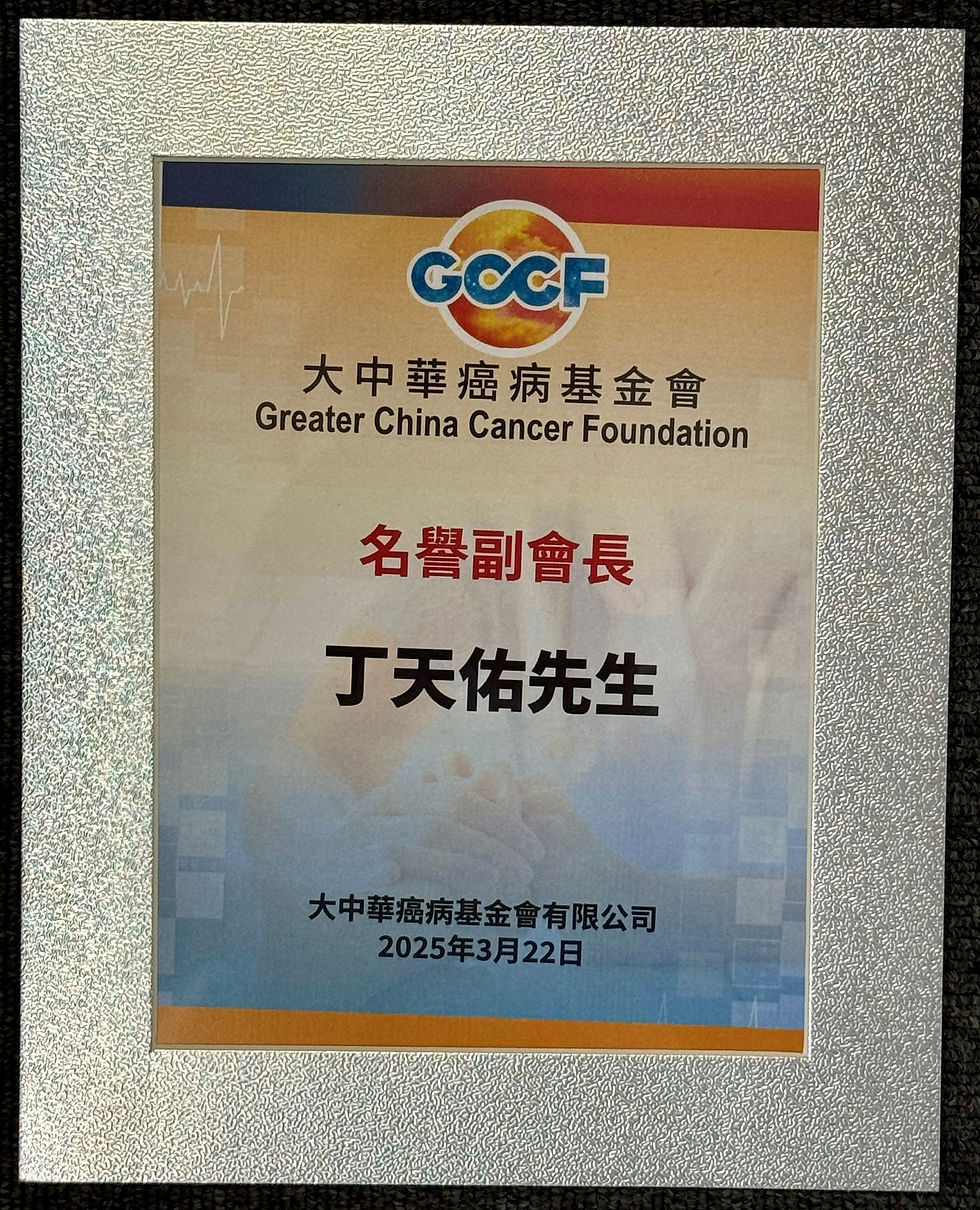 GCCF
大中華癌病基金會
Greater China Cancer Foundation
名譽副會長
丁天佑先生
大中華癌病基金會有限公司
2025年3月22日